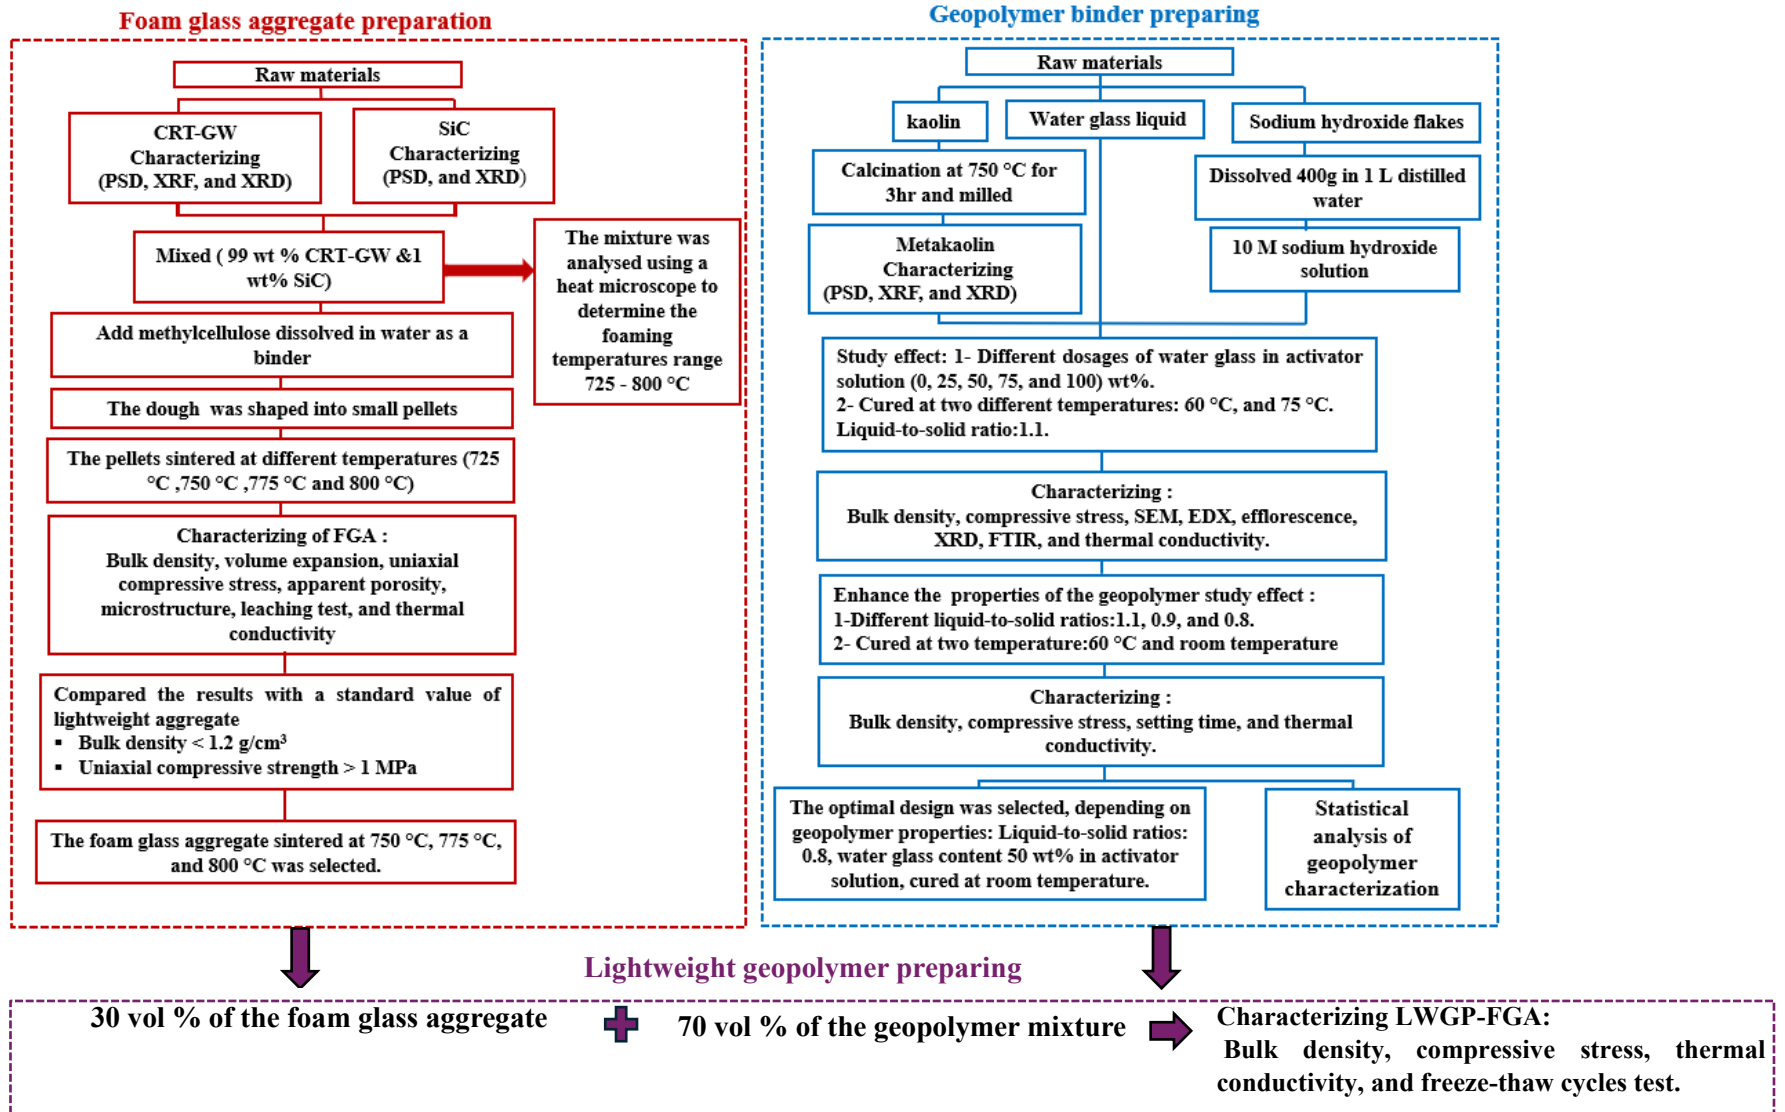 Foam glass aggregate preparation
Raw materials
CRT-GW
Characterizing
(PSD, XRF, and XRD)
SiC
Characterizing
(PSD, and XRD)
Mixed ( 99 wt % CRT-GW &1
wt% SiC)
The mixture was
analysed using a
heat microscope to
determine the
foaming
temperatures range
725 - 800 °C
Add methylcellulose dissolved in water as a
binder
The dough was shaped into small pellets
The pellets sintered at different temperatures (725
°C ,750 °C ,775 °C and 800 °C)
Characterizing of FGA :
Bulk density, volume expansion, uniaxial
compressive stress, apparent porosity,
microstructure, leaching test, and thermal
conductivity
Compared the results with a standard value of
lightweight aggregate
▪ Bulk density < 1.2 g/cm³
▪ Uniaxial compressive strength > 1 MPa
The foam glass aggregate sintered at 750 °C, 775 °C,
and 800 °C was selected.
Geopolymer binder preparing
Raw materials
kaolin
Water glass liquid
Sodium hydroxide flakes
Calcination at 750 °C for
3hr and milled
Dissolved 400g in 1 L distilled
water
Metakaolin
Characterizing
(PSD, XRF, and XRD)
10 M sodium hydroxide
solution
Study effect: 1- Different dosages of water glass in activator
solution (0, 25, 50, 75, and 100) wt%.
2- Cured at two different temperatures: 60 °C, and 75 °C.
Liquid-to-solid ratio:1.1.
Characterizing :
Bulk density, compressive stress, SEM, EDX, efflorescence,
XRD, FTIR, and thermal conductivity.
Enhance the properties of the geopolymer study effect :
1-Different liquid-to-solid ratios:1.1, 0.9, and 0.8.
2- Cured at two temperature:60 °C and room temperature
Characterizing :
Bulk density, compressive stress, setting time, and thermal
conductivity.
The optimal design was selected, depending on
geopolymer properties: Liquid-to-solid ratios:
0.8, water glass content 50 wt% in activator
solution, cured at room temperature.
Statistical
analysis of
geopolymer
characterization
Lightweight geopolymer preparing
30 vol % of the foam glass aggregate
70 vol % of the geopolymer mixture
Characterizing LWGP-FGA:
Bulk density, compressive stress, thermal
conductivity, and freeze-thaw cycles test.